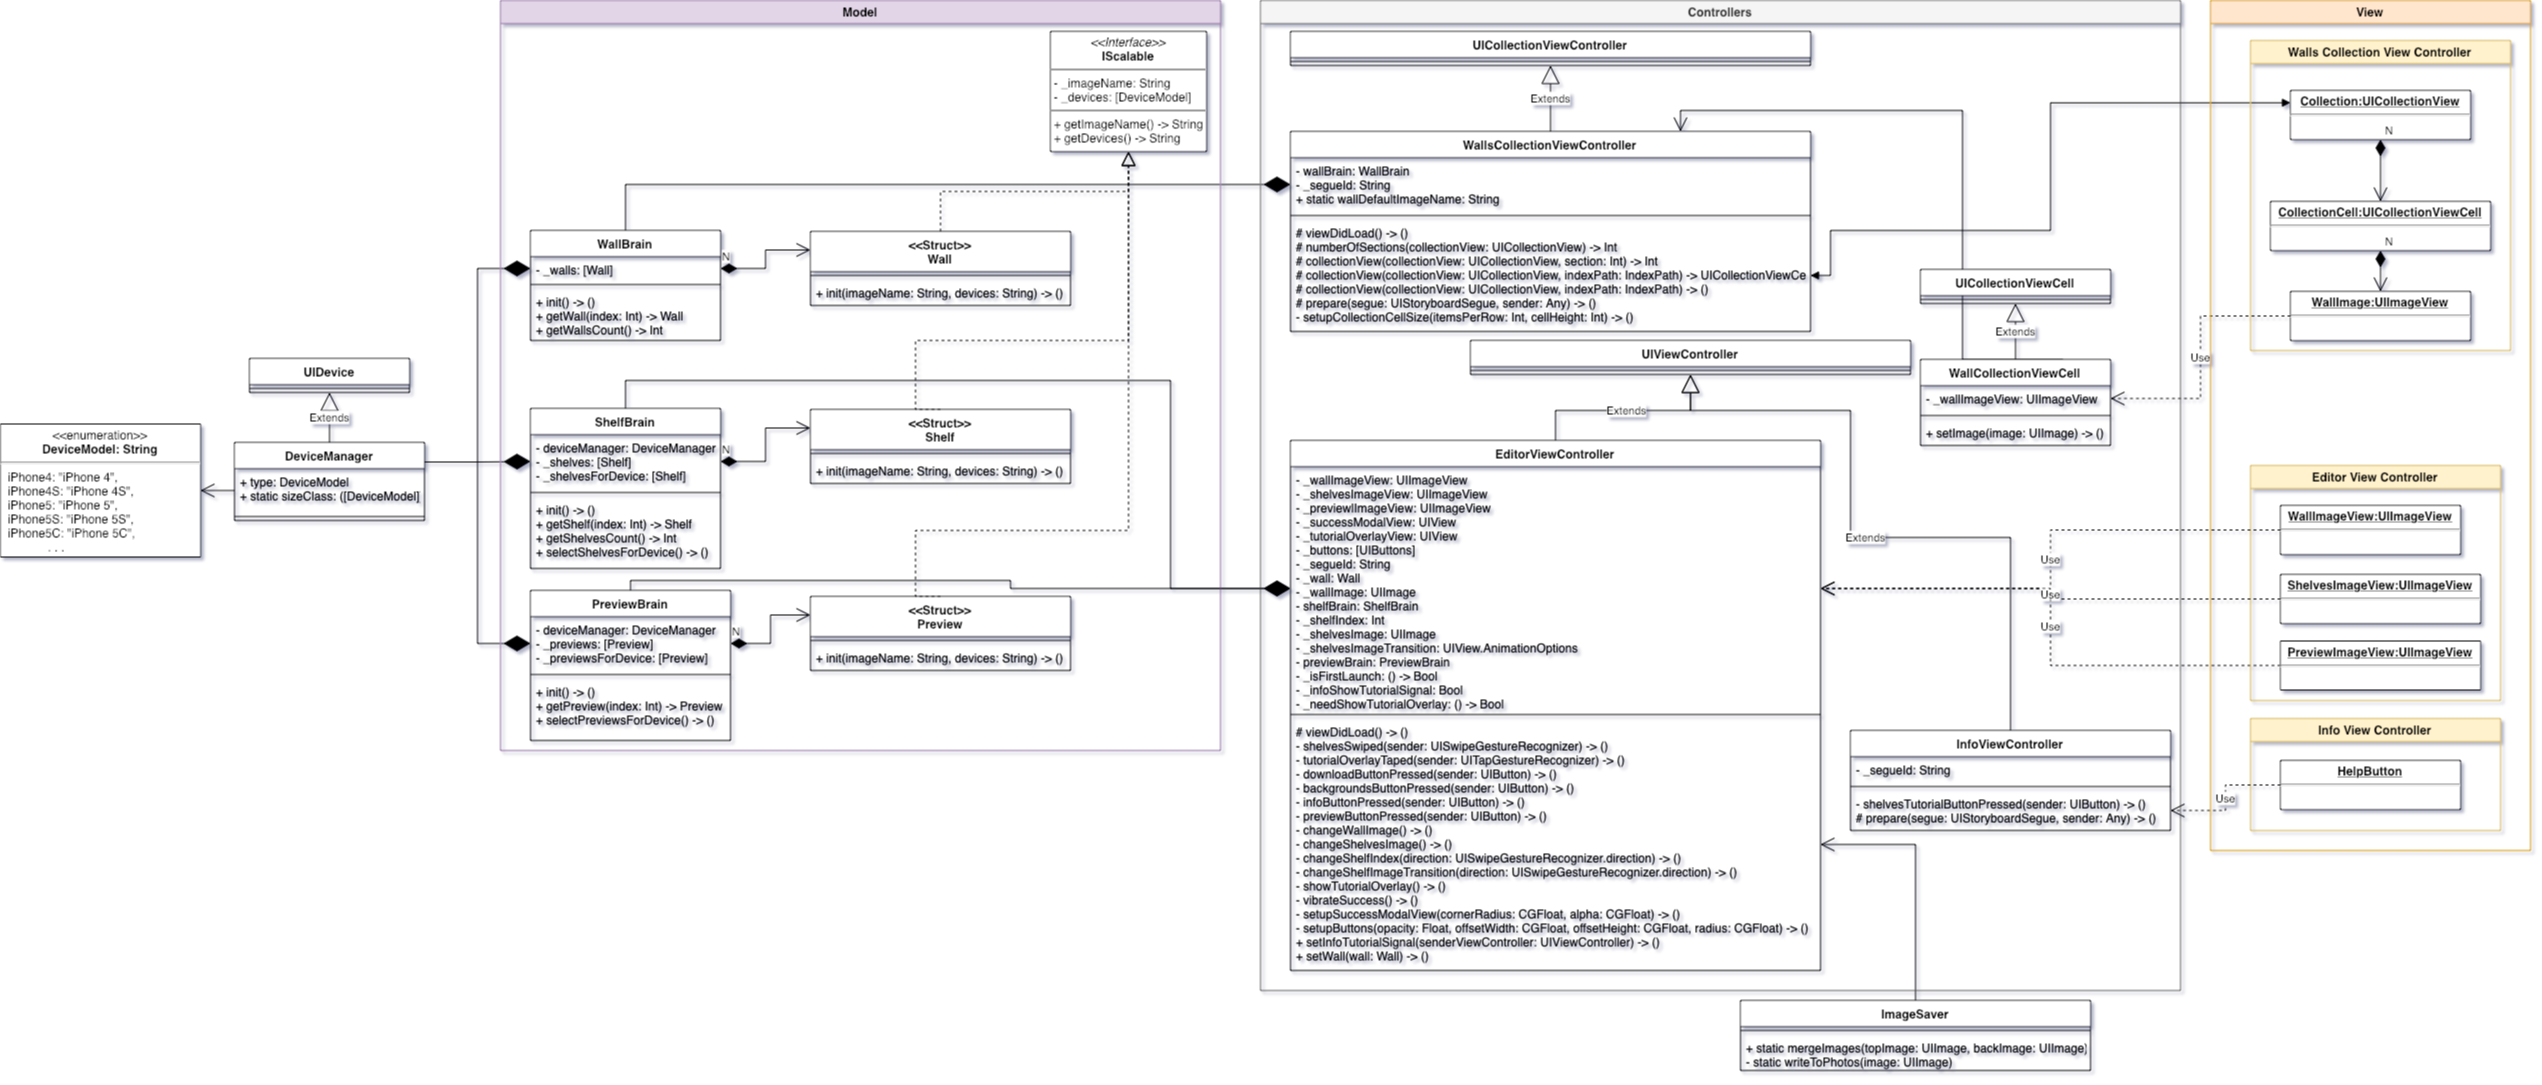 Model
Controllers
View
<<Interface>>
IScalable
- _imageName: String
- _devices: [DeviceModel]
+ getImageName() -> String
+ getDevices() -> String
WallBrain
- _walls: [Wall]
+ init() -> ()
+ getWall(index: Int) -> Wall
+ getWallsCount() -> Int
N
<<Struct>>
Wall
+ init(imageName: String, devices: String) -> ()
UIDevice
Extends
<<enumeration>>
DeviceModel: String
iPhone4: "iPhone 4",
iPhone4S: "iPhone 4S",
iPhone5: "iPhone 5",
iPhone5S: "iPhone 5S",
iPhone5C: "iPhone 5C",
. . .
DeviceManager
+ type: DeviceModel
+ static sizeClass: ([DeviceModel]
ShelfBrain
- deviceManager: DeviceManager
- _shelves: [Shelf]
- _shelvesForDevice: [Shelf]
+ init() -> ()
+ getShelf(index: Int) -> Shelf
+ getShelvesCount() -> Int
+ selectShelvesForDevice() -> ()
N
<<Struct>>
Shelf
+ init(imageName: String, devices: String) -> ()
PreviewBrain
- deviceManager: DeviceManager
- _previews: [Preview]
- _previewsForDevice: [Preview]
+ init() -> ()
+ getPreview(index: Int) -> Preview
+ selectPreviewsForDevice() -> ()
N
<<Struct>>
Preview
+ init(imageName: String, devices: String) -> ()
UICollectionViewController
Extends
WallsCollectionViewController
- wallBrain: WallBrain
- _segueId: String
+ static wallDefaultImageName: String
# viewDidLoad() -> ()
# numberOfSections(collectionView: UICollectionView) -> Int
# collectionView(collectionView: UICollectionView, section: Int) -> Int
# collectionView(collectionView: UICollectionView, indexPath: IndexPath) -> UICollectionViewCe
# collectionView(collectionView: UICollectionView, indexPath: IndexPath) -> ()
# prepare(segue: UIStoryboardSegue, sender: Any) -> ()
- setupCollectionCellSize(itemsPerRow: Int, cellHeight: Int) -> ()
UIViewController
Extends
Extends
UICollectionViewCell
Extends
WallCollectionViewCell
- _wallImageView: UIImageView
+ setImage(image: UIImage) -> ()
EditorViewController
- _wallImageView: UIImageView
- _shelvesImageView: UIImageView
- _previewIImageView: UIImageView
- _successModalView: UIView
- _tutorialOverlayView: UIView
- _buttons: [UIButtons]
- _segueId: String
- _wall: Wall
- _wallImage: UIImage
- shelfBrain: ShelfBrain
- _shelfIndex: Int
- _shelvesImage: UIImage
- _shelvesImageTransition: UIView.AnimationOptions
- previewBrain: PreviewBrain
- _isFirstLaunch: () -> Bool
- _infoShowTutorialSignal: Bool
- _needShowTutorialOverlay: () -> Bool
# viewDidLoad() -> ()
- shelvesSwiped(sender: UISwipeGestureRecognizer) -> ()
- tutorialOverlayTaped(sender: UITapGestureRecognizer) -> ()
- downloadButtonPressed(sender: UIButton) -> ()
- backgroundsButtonPressed(sender: UIButton) -> ()
- infoButtonPressed(sender: UIButton) -> ()
- previewButtonPressed(sender: UIButton) -> ()
- changeWallImage() -> ()
- changeShelvesImage() -> ()
- changeShelfIndex(direction: UISwipeGestureRecognizer.direction) -> ()
- changeShelfImageTransition(direction: UISwipeGestureRecognizer.direction) -> ()
- showTutorialOverlay() -> ()
- vibrateSuccess() -> ()
- setupSuccessModalView(cornerRadius: CGFloat, alpha: CGFloat) -> ()
- setupButtons(opacity: Float, offsetWidth: CGFloat, offsetHeight: CGFloat, radius: CGFloat) -> ()
+ setInfoTutorialSignal(senderViewController: UIViewController) -> ()
+ setWall(wall: Wall) -> ()
InfoViewController
- _segueId: String
- shelvesTutorialButtonPressed(sender: UIButton) -> ()
# prepare(segue: UIStoryboardSegue, sender: Any) -> ()
ImageSaver
+ static mergeImages(topImage: UIImage, backImage: UIImage)
- static writeToPhotos(image: UIImage)
Walls Collection View Controller
Collection:UICollectionView
N
CollectionCell:UICollectionViewCell
N
WallImage:UIImageView
Use
Editor View Controller
WallImageView:UIImageView
Use
ShelvesImageView:UIImageView
Use
Use
PreviewImageView:UIImageView
Info View Controller
HelpButton
Use